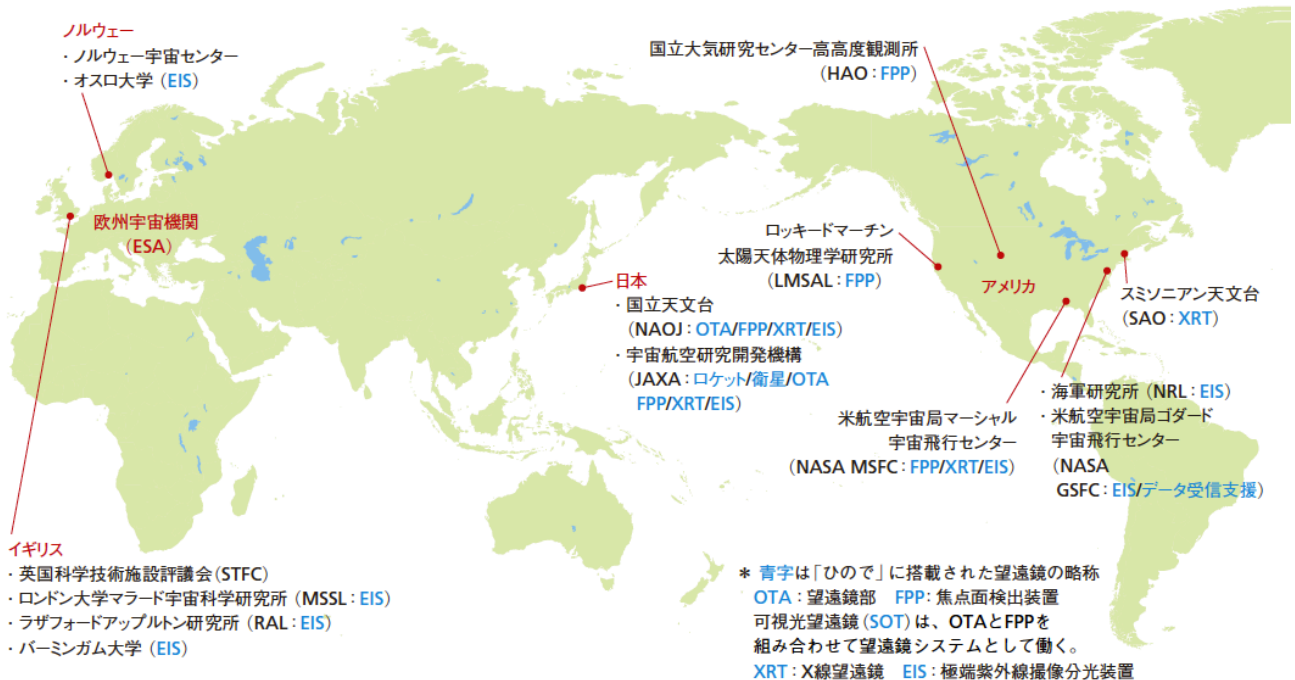 ノルウェー
・ノルウェー宇宙センター
・オスロ大学(EIS)
国立大気研究センター高高度観測所
(HAO:FPP)
欧州宇宙機関
(ESA)
ロッキードマーチン
太陽天体物理学研究所
(LMSAL:FPP)
アメリカ
スミソニアン天文台
(SAO:XRT)
日本
・国立天文台
(NAOJ:OTA/FPP/XRT/EIS)
・宇宙航空研究開発機構
(JAXA:ロケット/衛星/OTA
FPP/XRT/EIS)
米航空宇宙局マーシャル
宇宙飛行センター
(NASA MSFC:FPP/XRT/EIS)
・海軍研究所(NRL:EIS)
・米航空宇宙局ゴダード
宇宙飛行センター
(NASA
GSFC:EIS/データ受信支援)
イギリス
・英国科学技術施設評議会(STFC)
・ロンドン大学マラード宇宙科学研究所(MSSL:EIS)
・ラザフォードアップルトン研究所(RAL:EIS)
・バーミンガム大学(EIS)
* 青字は「ひので」に搭載された望遠鏡の略称
OTA:望遠鏡部 FPP:焦点面検出装置
可視光望遠鏡(SOT)は、OTAとFPPを
組み合わせて望遠鏡システムとして働く。
XRT:X線望遠鏡 EIS:極端紫外線撮像分光装置